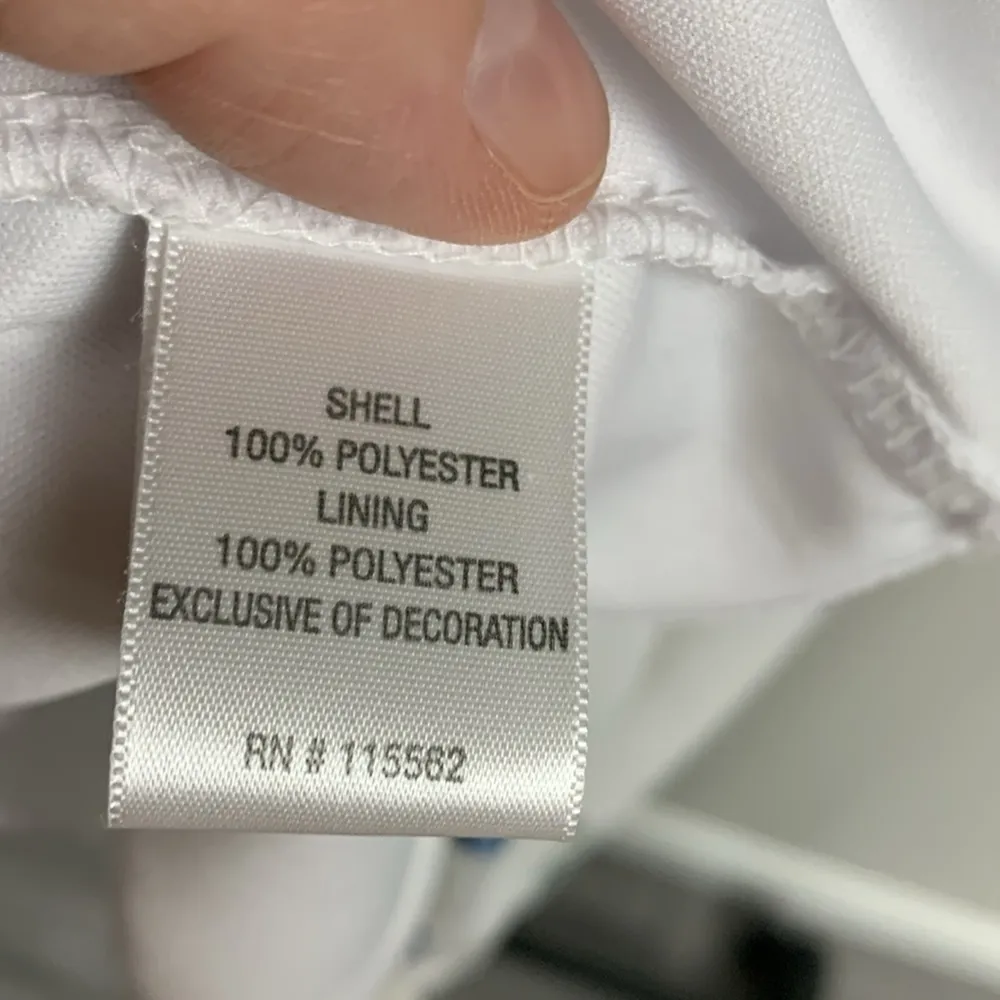 SHELL
100% POLYESTER
LINING
100% POLYESTER
EXCLUSIVE OF DECORATION
RN # 115562